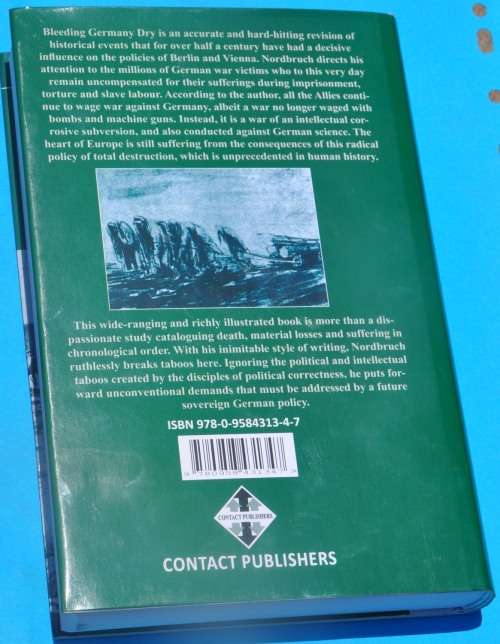 Bleeding Germany Dry is an accurate and hard-hitting revision of
historical events that for over half a century have had a decisive
influence on the policies of Berlin and Vienna. Nordbruch directs his
attention to the millions of German war victims who to this very day
remain uncompensated for their sufferings during imprisonment,
torture and slave labour. According to the author, all the Allies conti-
nue to wage war against Germany, albeit a war no longer waged with
bombs and machine guns. Instead, it is a war of an intellectual cor-
rosive subversion, and also conducted against German science. The
heart of Europe is still suffering from the consequences of this radical
policy of total destruction, which is unprecedented in human history.
This wide-ranging and richly illustrated book is more than a dis-
passionate study cataloguing death, material losses and suffering in
chronological order. With his inimitable style of writing, Nordbruch
ruthlessly breaks taboos here. Ignoring the political and intellectual
taboos created by the disciples of political correctness, he puts for-
ward unconventional demands that must be addressed by a future
sovereign German policy.
ISBN 978-0-9584313-4-7
9 780958 431347
CONTACT PUBLISHERS
CONTACT PUBLISHERS